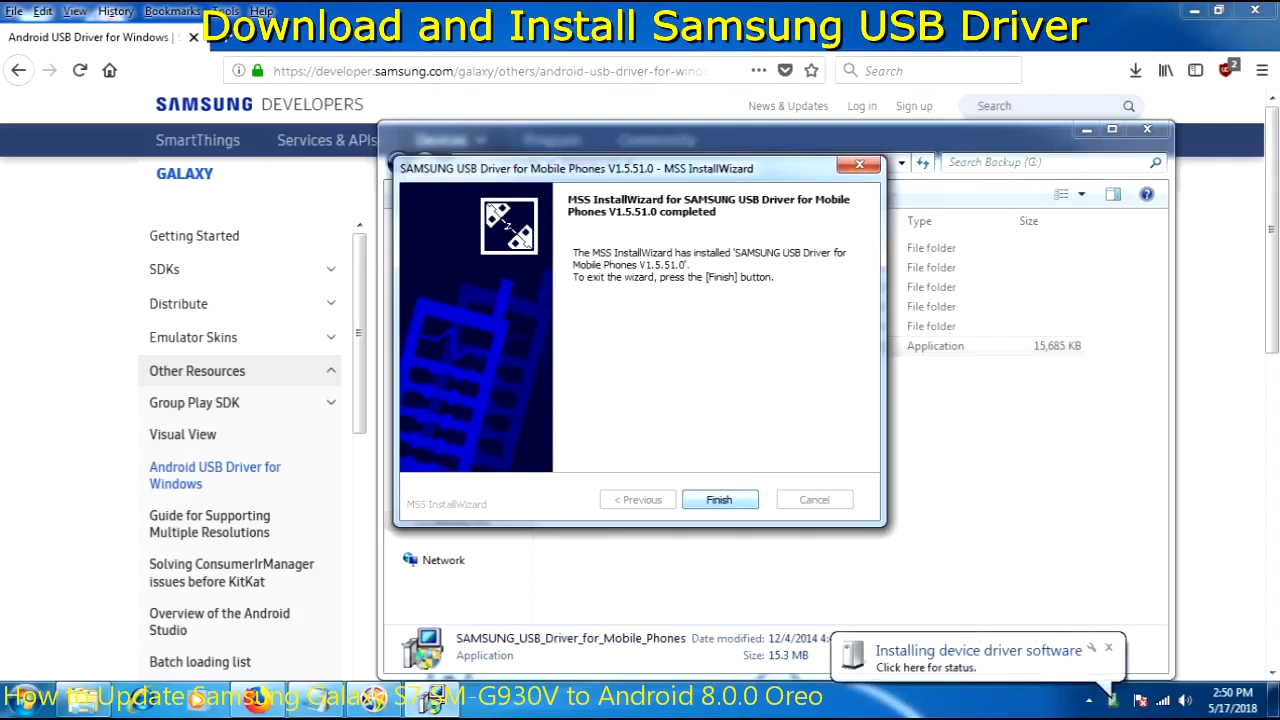 File Edit View History Bookmarks Tools Help
Download and Install Samsung USB Driver
Android USB Driver for Windows |
https://developer.samsung.com/galaxy/others/android-usb-driver-for-windo
Search
2
SAMSUNG DEVELOPERS
News & Updates Log in Sign up Search
SmartThings Services & APIs
GALAXY
Getting Started
SDKs
Distribute
Emulator Skins
Other Resources
Group Play SDK
Visual View
Android USB Driver for
Windows
Guide for Supporting
Multiple Resolutions
Solving ConsumerIrManager
issues before KitKat
Overview of the Android
Studio
Batch loading list
Search Backup (G:)
Type Size
File folder
File folder
File folder
File folder
File folder
Application 15,685 KB
SAMSUNG USB Driver for Mobile Phones V1.5.51.0 - MSS InstallWizard
MSS InstallWizard for SAMSUNG USB Driver for Mobile
Phones V1.5.51.0 completed
The MSS InstallWizard has installed 'SAMSUNG USB Driver for
Mobile Phones V1.5.51.0'.
To exit the wizard, press the [Finish] button.
MSS InstallWizard
< Previous Finish Cancel
Network
SAMSUNG_USB_Driver_for_Mobile_Phones Date modified: 12/4/2014
Application Size: 15.3 MB
Installing device driver software
Click here for status.
How to Update Samsung Galaxy S7 SM-G930V to Android 8.0.0 Oreo
2:50 PM
5/17/2018